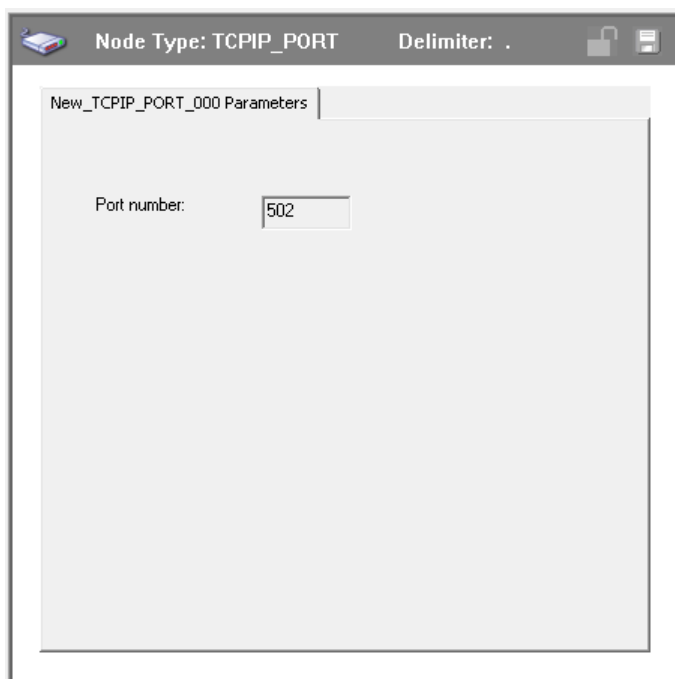 Node Type: TCPIP_PORT Delimiter: .
New_TCPIP_PORT_000 Parameters
Port number: 502